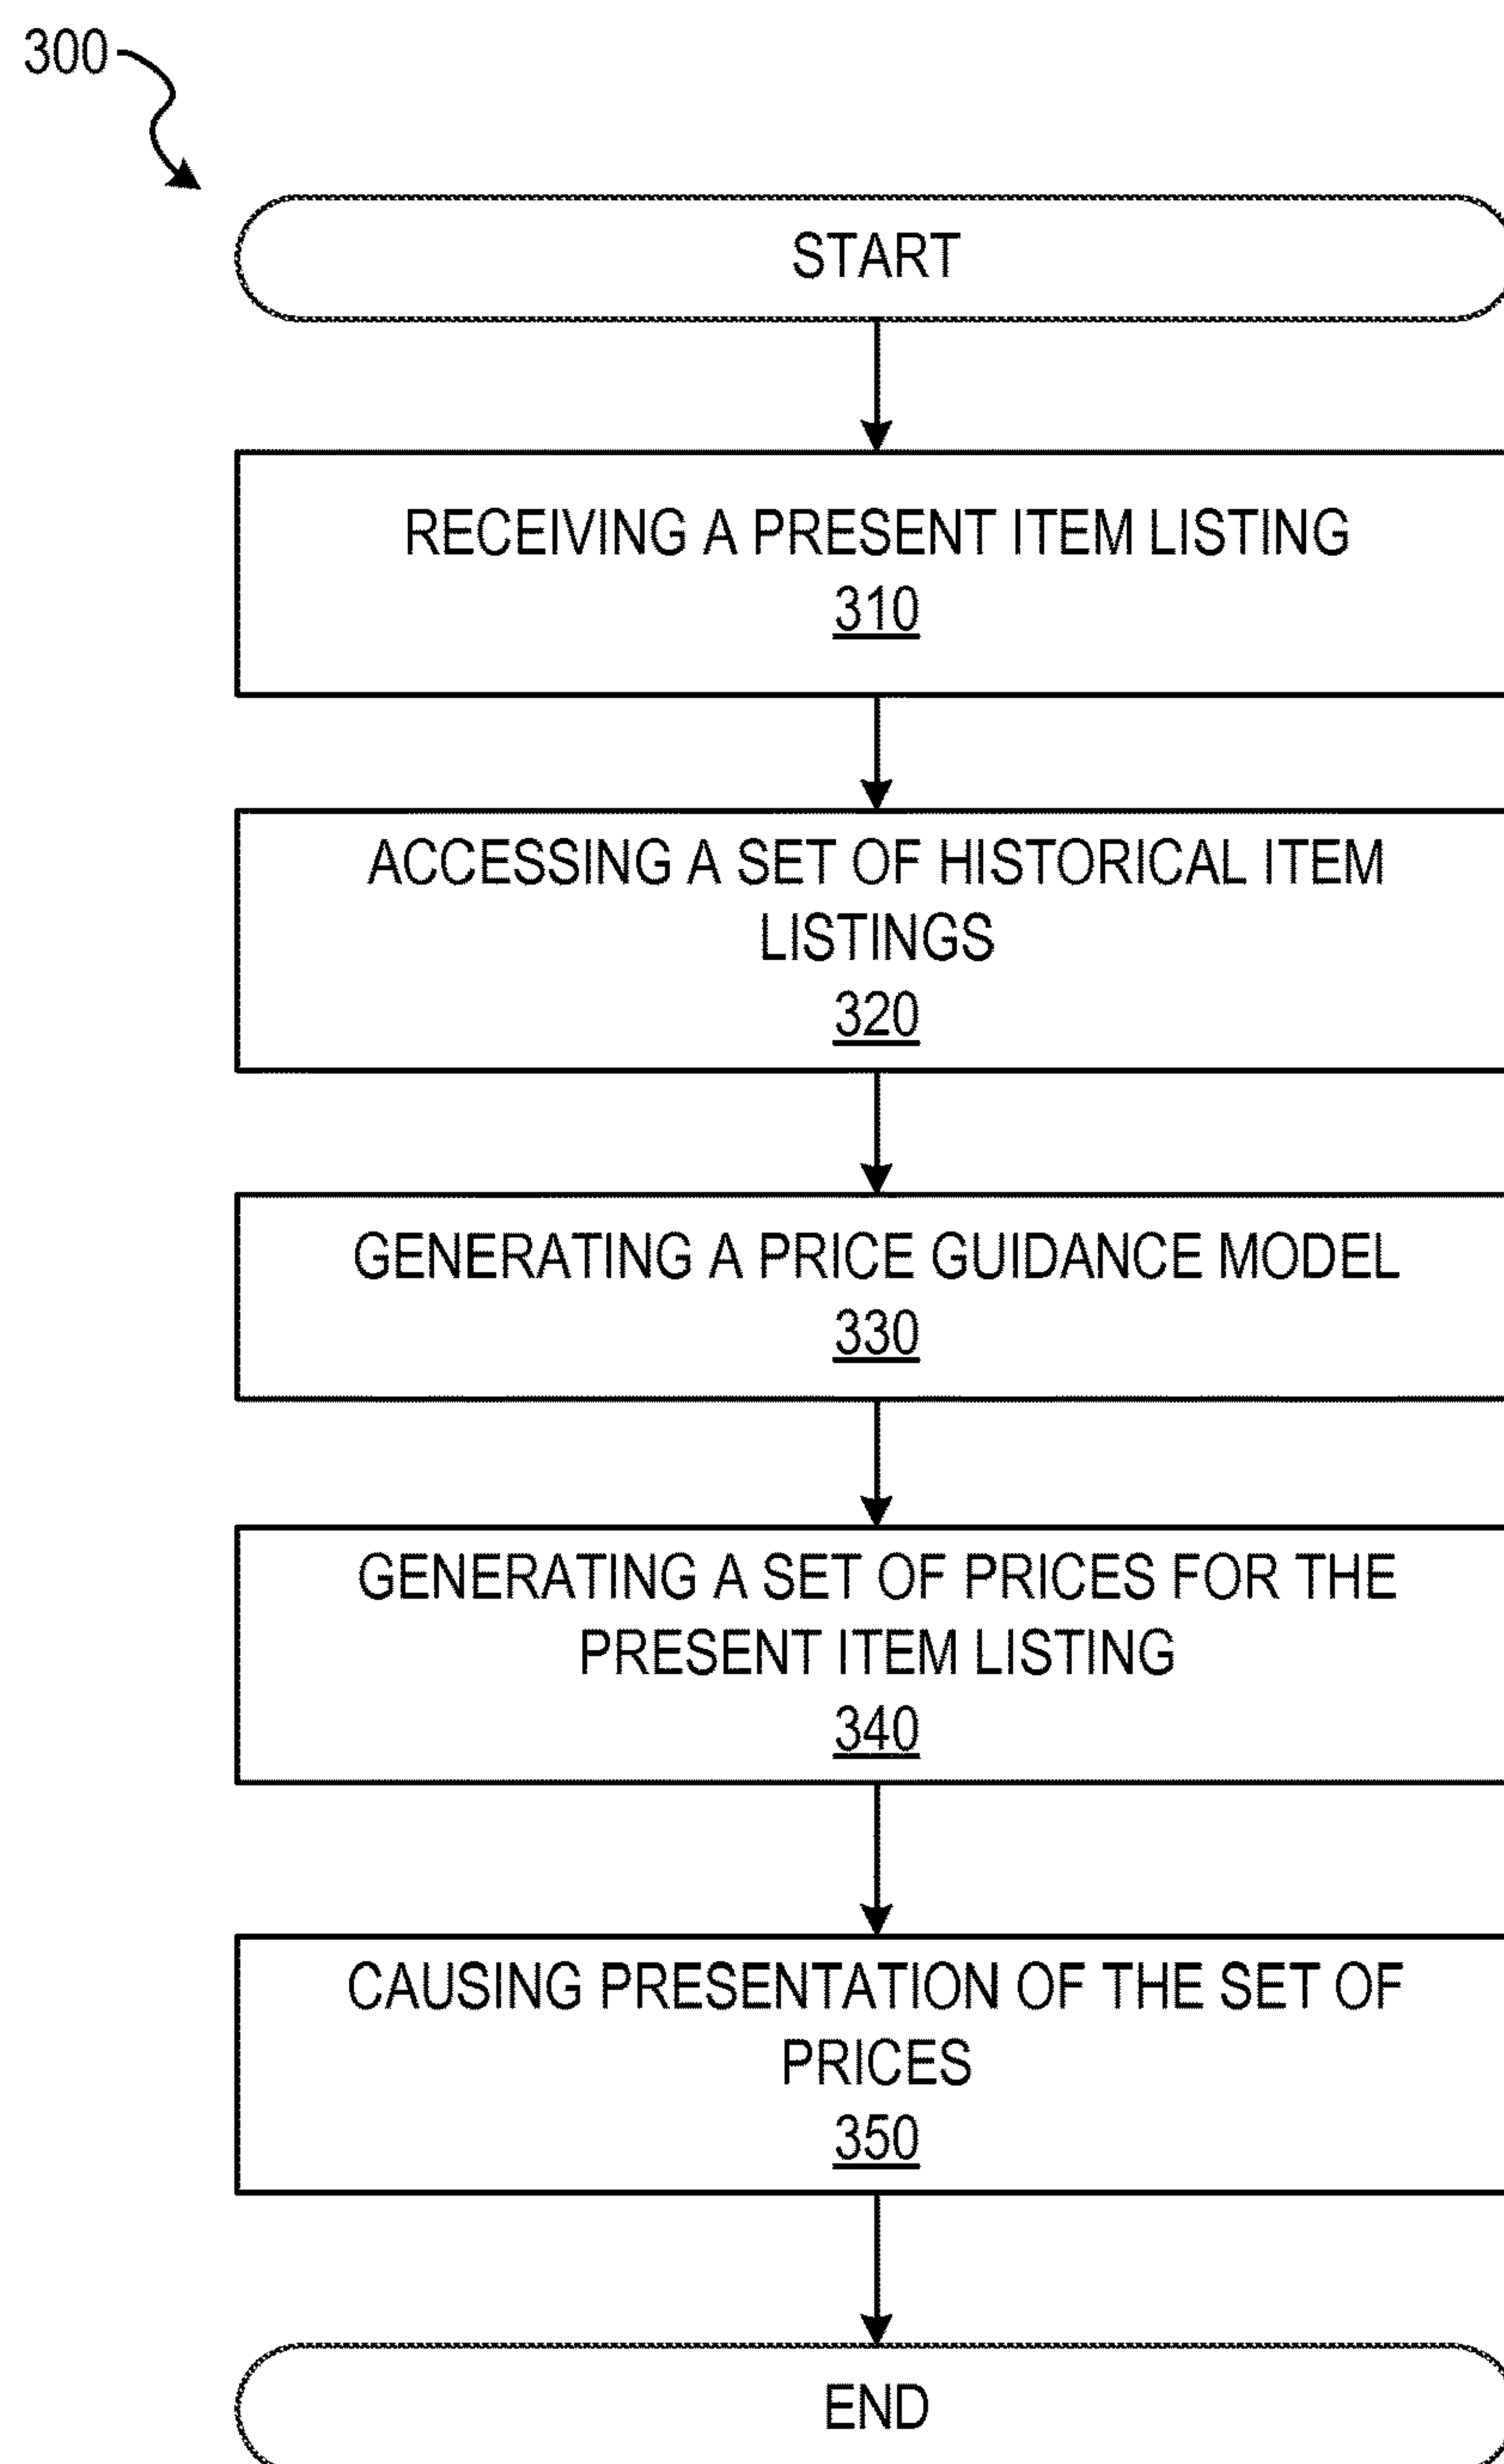 300
START
RECEIVING A PRESENT ITEM LISTING
310
ACCESSING A SET OF HISTORICAL ITEM
LISTINGS
320
GENERATING A PRICE GUIDANCE MODEL
330
GENERATING A SET OF PRICES FOR THE
PRESENT ITEM LISTING
340
CAUSING PRESENTATION OF THE SET OF
PRICES
350
END